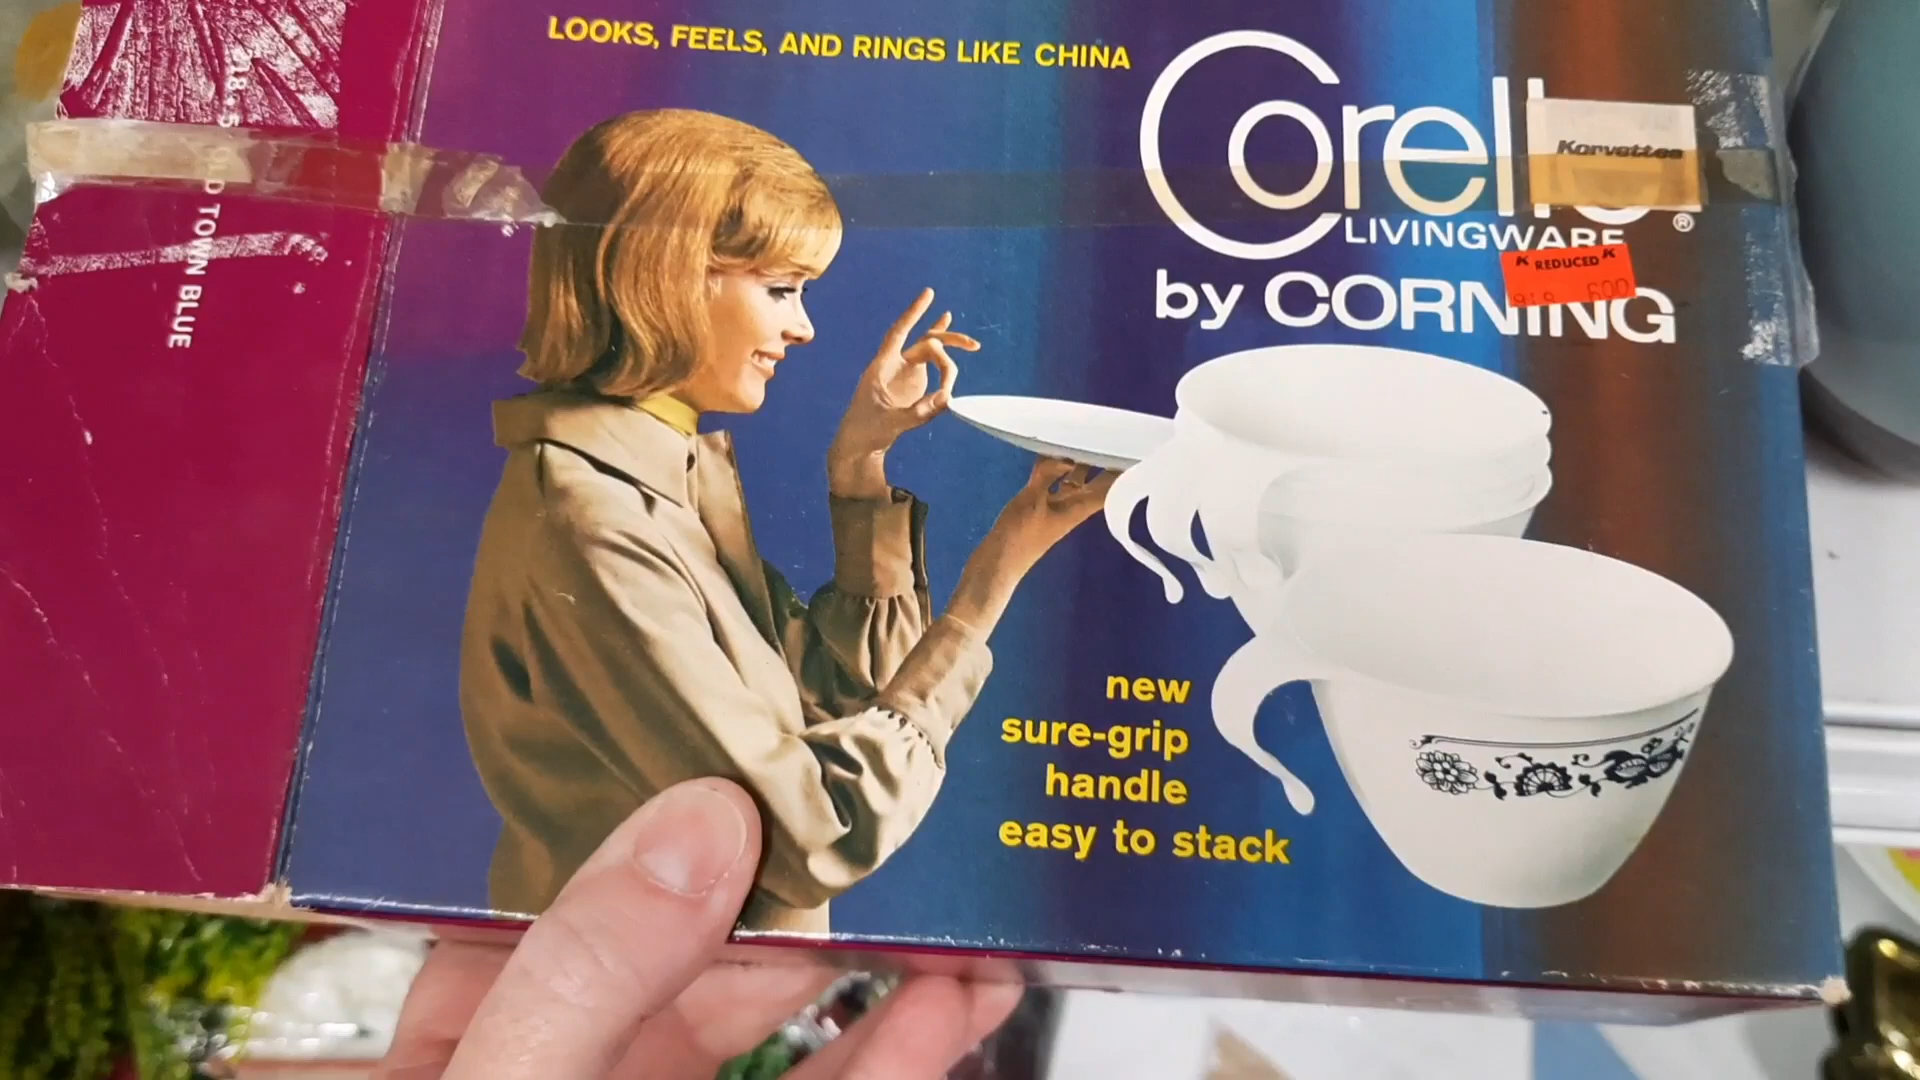 LOOKS, FEELS, AND RINGS LIKE CHINA
Corelle
Korvettes
®
LIVINGWARE
K REDUCED K
600
by CORNING
new
sure-grip
handle
easy to stack
TOWN BLUE